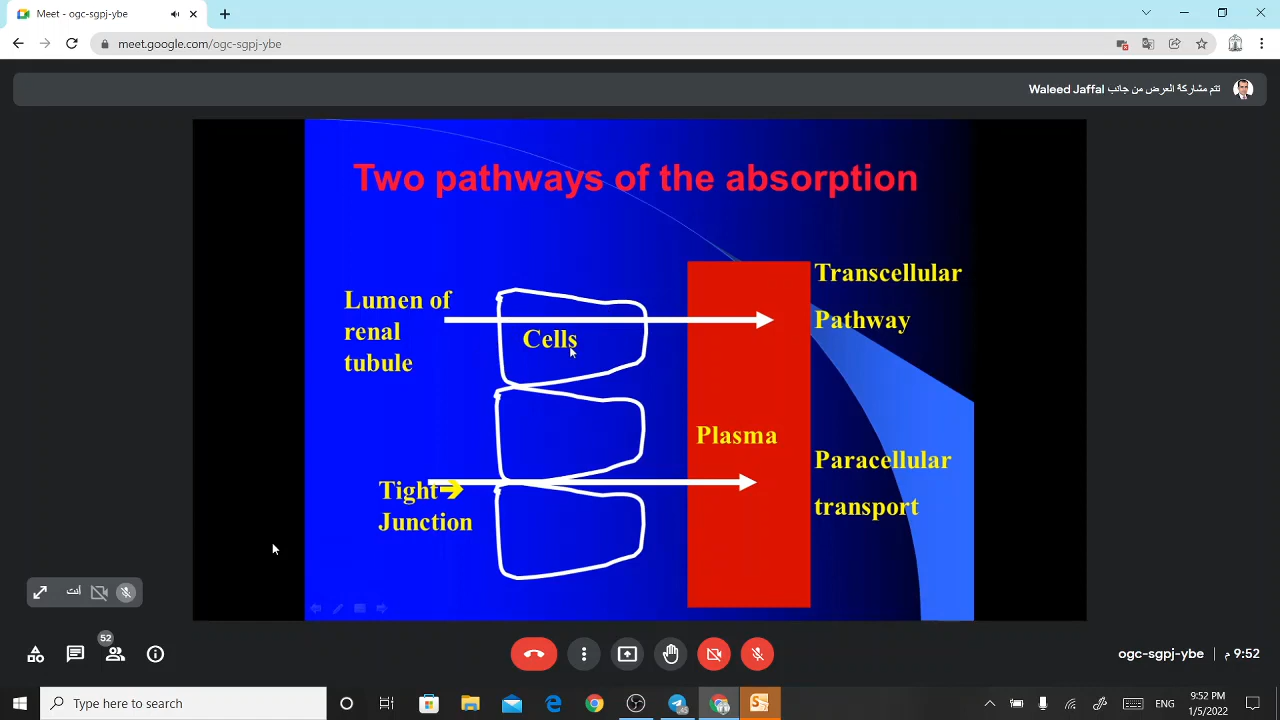 Meet - ogc-sgpj-ybe
meet.google.com/ogc-sgpj-ybe
تتم مشاركة العرض من جانب Waleed Jaffal
Two pathways of the absorption
Lumen of
renal
tubule
Cells
Transcellular
Pathway
Plasma
Tight
Junction
Paracellular
transport
أنت
52
ogc-sgpj-ybe
9:52 م
Type here to search
ENG
9:52 PM
1/5/2022